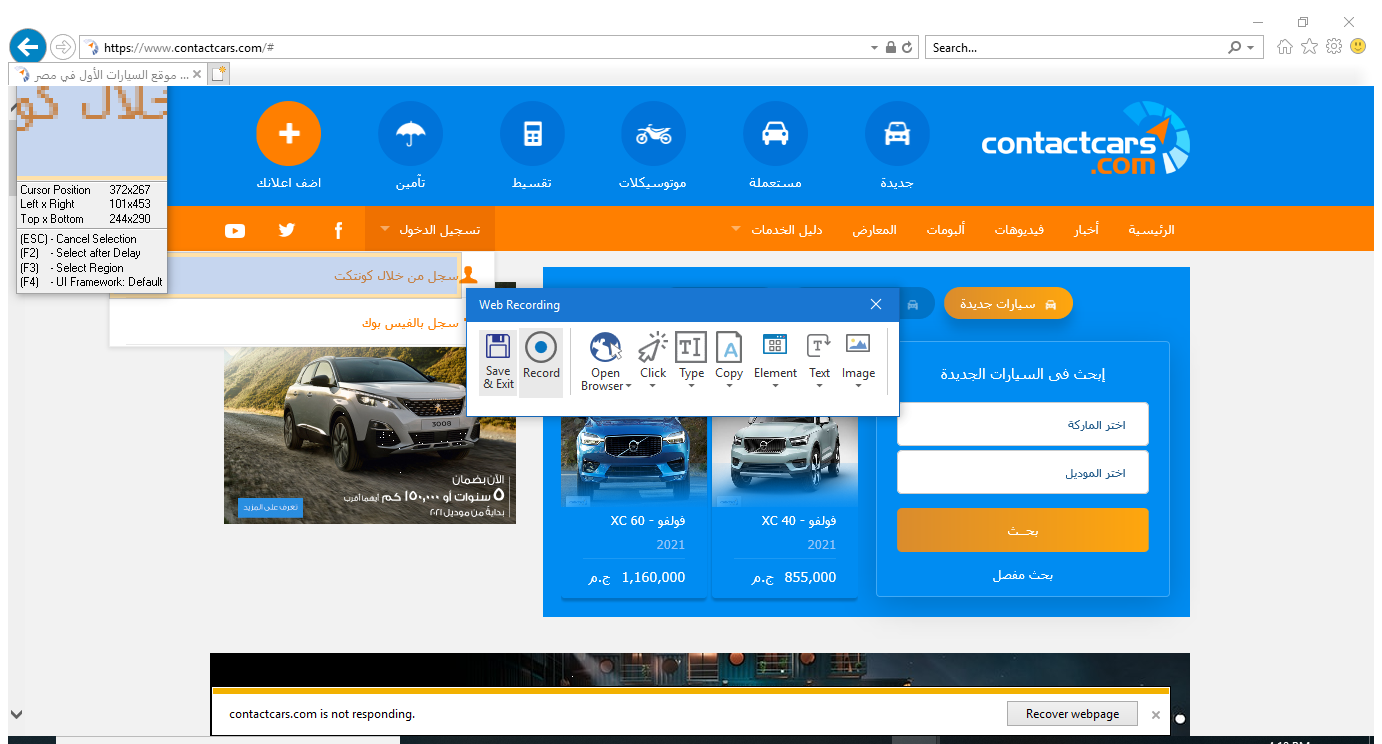 https://www.contactcars.com/#
Search...
موقع السيارات الأول في مصر ...
contactcars
.com
جديدة
مستعملة
موتوسيكلات
تقسيط
تأمين
اضف اعلانك
خلال كو
Cursor Position 372x267
Left x Right 101x453
Top x Bottom 244x290
(ESC) - Cancel Selection
(F2) - Select after Delay
(F3) - Select Region
(F4) - UI Framework: Default
الرئيسية
أخبار
فيديوهات
ألبومات
المعارض
دليل الخدمات
تسجيل الدخول
سجل من خلال كونتكت
سجل بالفيس بوك
سيارات جديدة
Web Recording
Save
& Exit
Record
Open
Browser
Click
Type
Copy
Element
Text
Image
إبحث فى السيارات الجديدة
اختر الماركة
اختر الموديل
بحــث
بحث مفصل
فولفو - XC 40
2021
855,000 ج.م
فولفو - XC 60
2021
1,160,000 ج.م
3008
الآن بضمان
٥ سنوات أو ١٥٠,٠٠٠ كم أيهما أقرب
بداية من موديل ٢٠٢١
تعرف على المزيد
contactcars.com is not responding.
Recover webpage